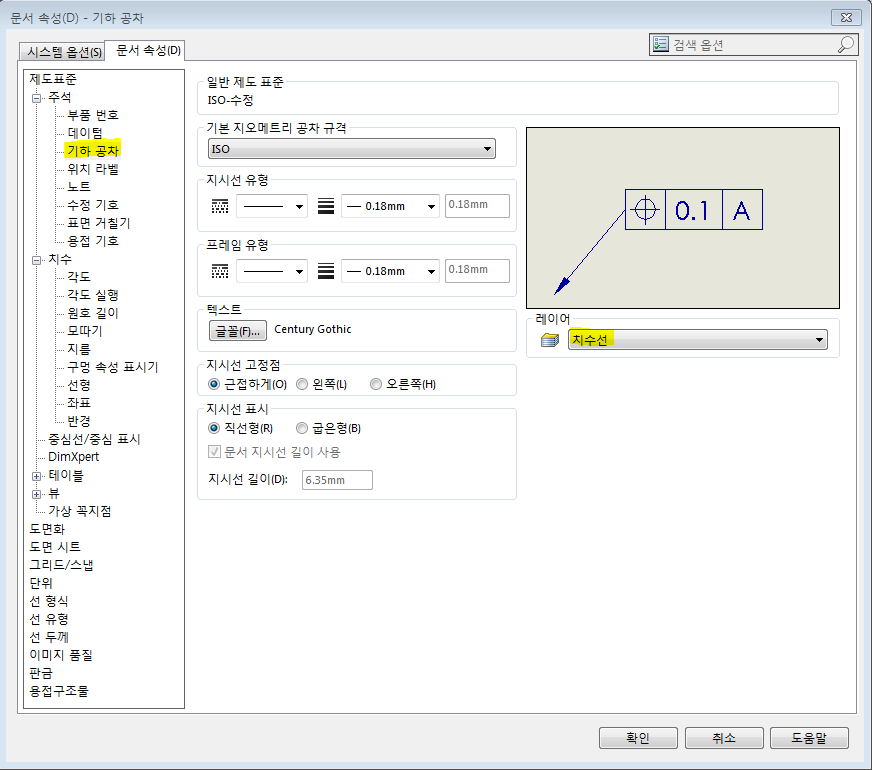 문서 속성(D) - 기하 공차
시스템 옵션(S)
문서 속성(D)
검색 옵션
제도표준
주석
부품 번호
데이텀
기하 공차
위치 라벨
노트
수정 기호
표면 거칠기
용접 기호
치수
각도
각도 실행
원호 길이
모따기
지름
구멍 속성 표시기
선형
좌표
반경
중심선/중심 표시
DimXpert
테이블
뷰
가상 꼭지점
도면화
도면 시트
그리드/스냅
단위
선 형식
선 유형
선 두께
이미지 품질
판금
용접구조물
일반 제도 표준
ISO-수정
기본 지오메트리 공차 규격
ISO
지시선 유형
0.18mm 0.18mm
프레임 유형
0.18mm 0.18mm
텍스트
글꼴(F)... Century Gothic
지시선 고정점
근접하게(O) 왼쪽(L) 오른쪽(H)
지시선 표시
직선형(R) 굽은형(B)
문서 지시선 길이 사용
지시선 길이(D): 6.35mm
0.1 A
레이어
치수선
확인 취소 도움말